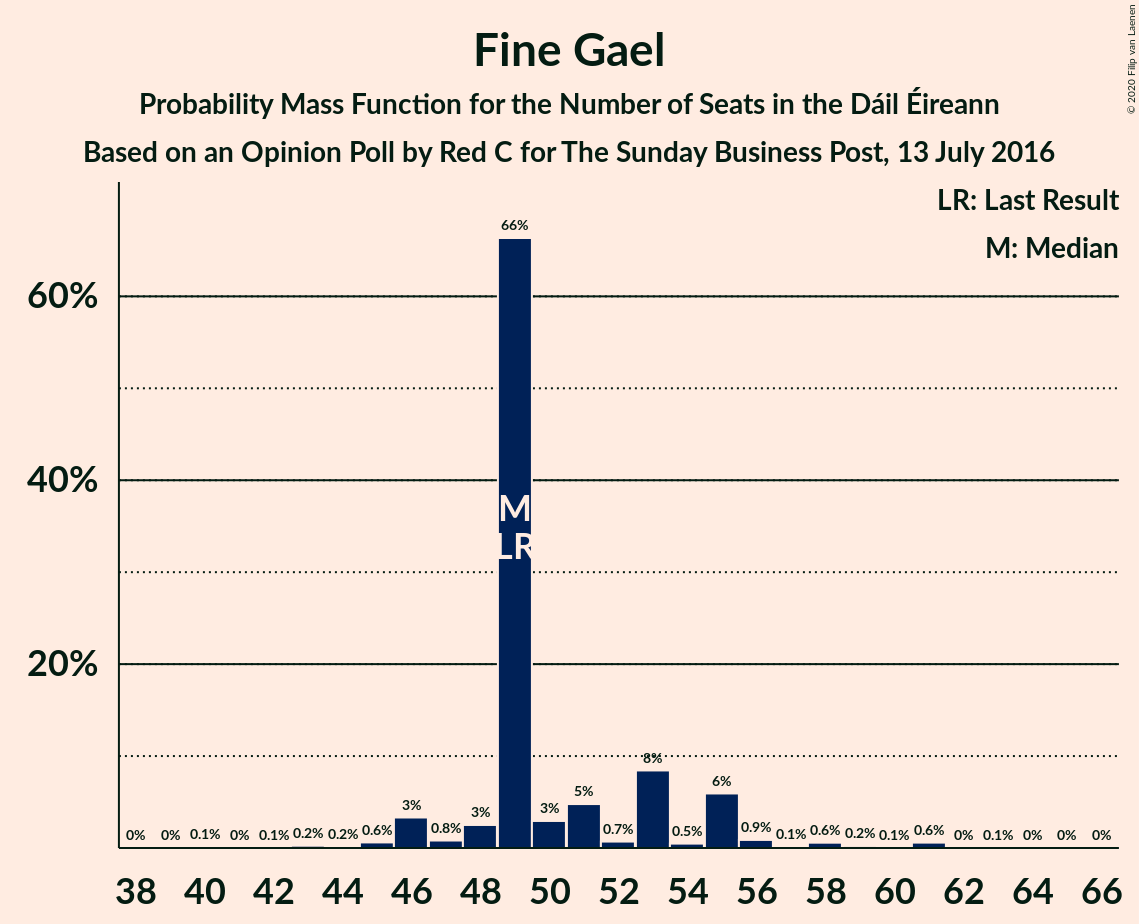 Fine Gael
Probability Mass Function for the Number of Seats in the Dáil Éireann
Based on an Opinion Poll by Red C for The Sunday Business Post, 13 July 2016
© 2020 Filip van Laenen
LR: Last Result
M: Median
60%
40%
20%
0% 0% 0.1% 0% 0.1% 0.2% 0.2% 0.6% 3% 0.8% 3% 66% 3% 5% 0.7% 8% 0.5% 6% 0.9% 0.1% 0.6% 0.2% 0.1% 0.6% 0% 0.1% 0% 0% 0%
M
LR
38 40 42 44 46 48 50 52 54 56 58 60 62 64 66